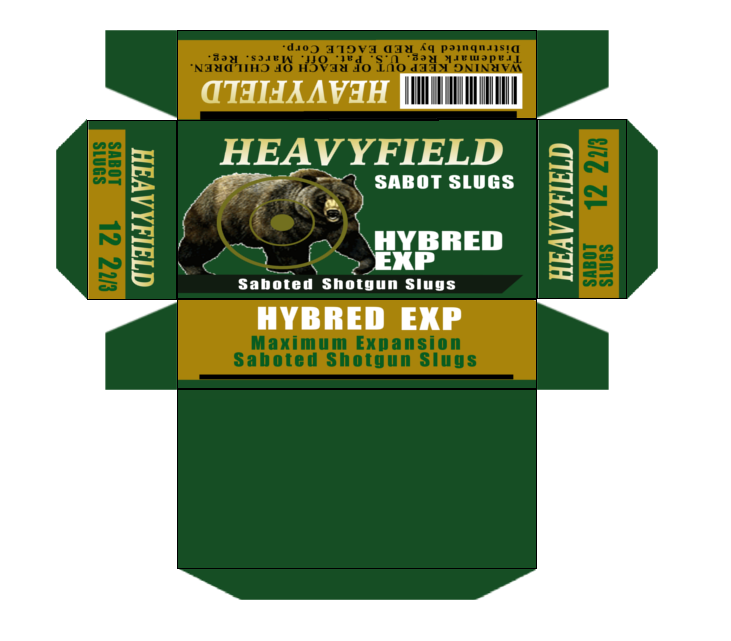 WARNING KEEP OUT OF REACH OF CHILDREN.
Trademark Reg. U.S. Pat. Off. Marcs. Reg.
Distrubuted by RED EAGLE Corp.
HEAVYFIELD
HEAVYFIELD
SABOT SLUGS
HYBRED
EXP
Saboted Shotgun Slugs
HYBRED EXP
Maximum Expansion
Saboted Shotgun Slugs
HEAVYFIELD
SABOT
SLUGS
12 2 2/3
HEAVYFIELD
SABOT
SLUGS
12 2 2/3